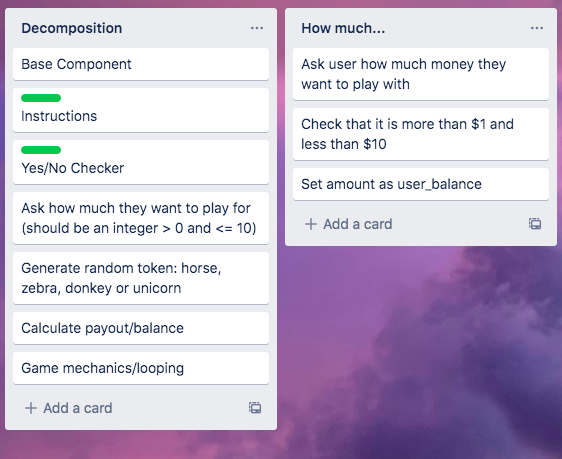 Decomposition
Base Component
Instructions
Yes/No Checker
Ask how much they want to play for
(should be an integer > 0 and <= 10)
Generate random token: horse,
zebra, donkey or unicorn
Calculate payout/balance
Game mechanics/looping
+ Add a card
How much...
Ask user how much money they
want to play with
Check that it is more than $1 and
less than $10
Set amount as user_balance
+ Add a card